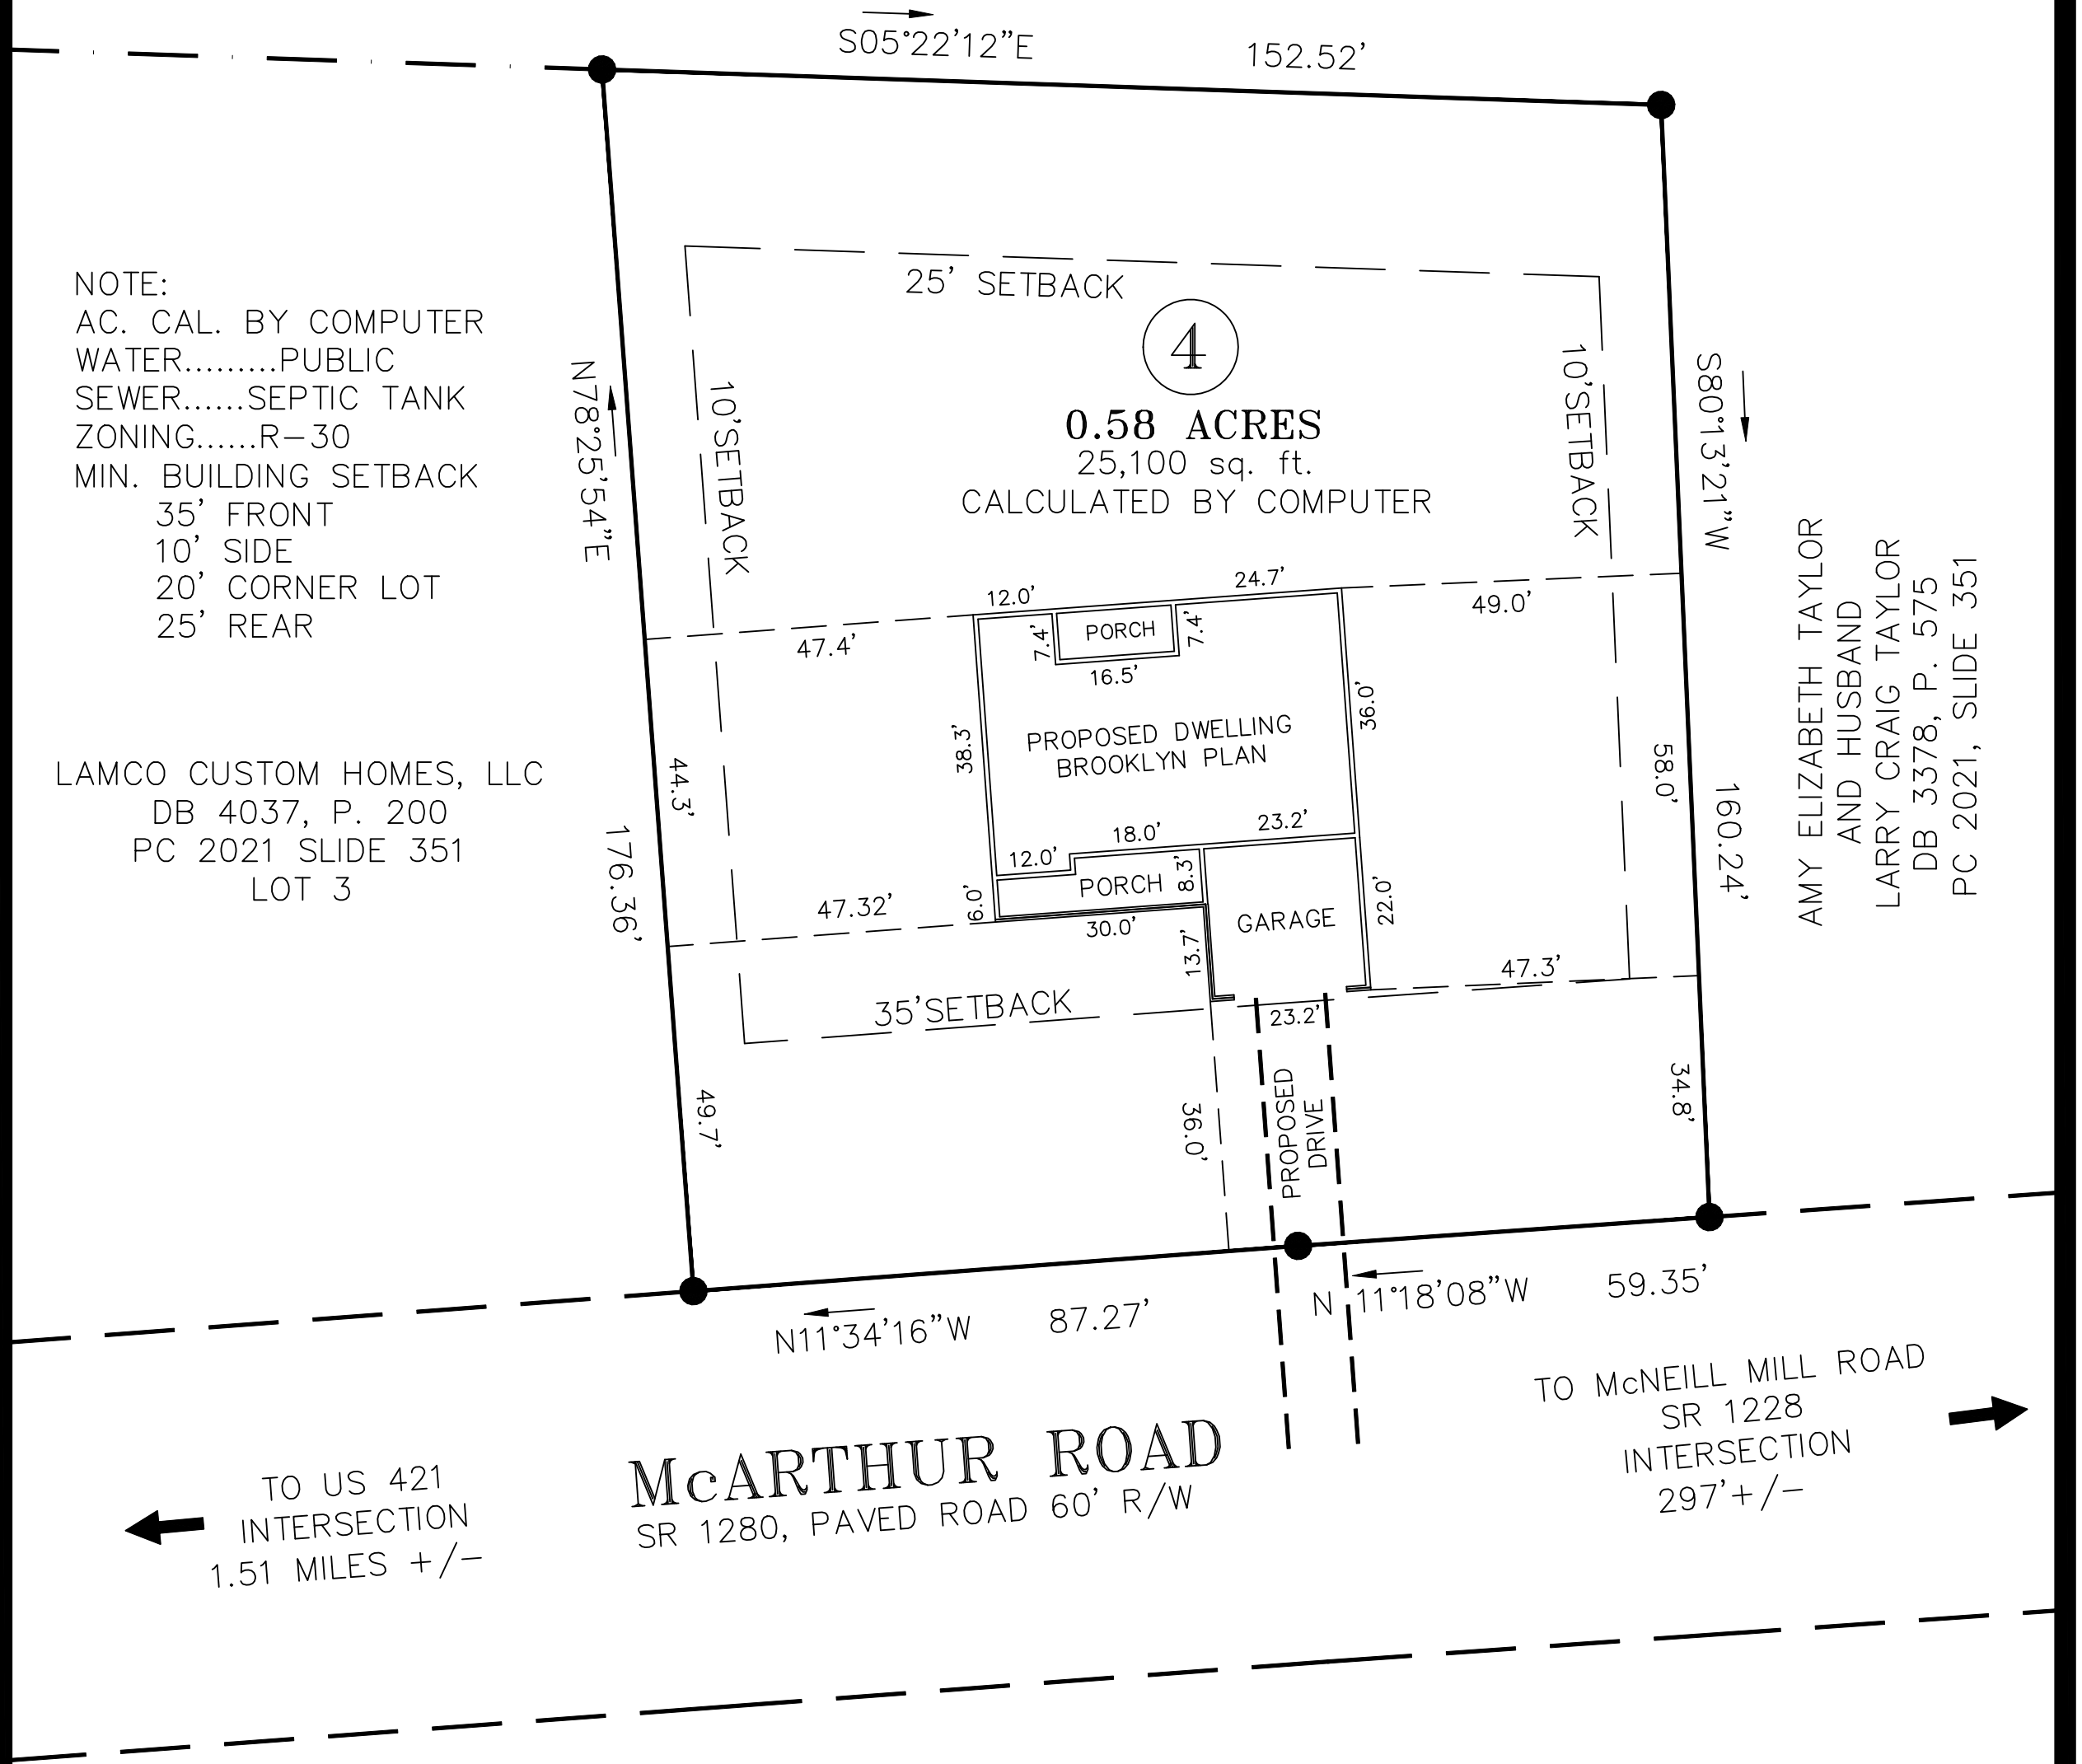 S05°22'12"E 152.52'
NOTE:
AC. CAL. BY COMPUTER
WATER.........PUBLIC
SEWER......SEPTIC TANK
ZONING......R-30
MIN. BUILDING SETBACK
35' FRONT
10' SIDE
20' CORNER LOT
25' REAR
LAMCO CUSTOM HOMES, LLC
DB 4037, P. 200
PC 2021 SLIDE 351
LOT 3
N78°25'54"E
176.36'
44.3'
49.7'
25' SETBACK
10'SETBACK
10'SETBACK
4
0.58 ACRES
25,100 sq. ft.
CALCULATED BY COMPUTER
S80°13'21"W
160.24'
58.0'
34.8'
AMY ELIZABETH TAYLOR
AND HUSBAND
LARRY CRAIG TAYLOR
DB 3378, P. 575
PC 2021, SLIDE 351
12.0'
24.7'
47.4'
49.0'
7.4'
PORCH
7.4'
16.5'
38.3'
36.0'
PROPOSED DWELLING
BROOKLYN PLAN
18.0'
23.2'
12.0'
PORCH
8.3'
6.0'
47.32'
30.0'
GARAGE
22.0'
13.7'
47.3'
35'SETBACK
23.2'
36.0'
PROPOSED
DRIVE
N11°34'16"W 87.27'
N 11°18'08"W 59.35'
TO McNEILL MILL ROAD
SR 1228
INTERSECTION
297'+/-
McARTHUR ROAD
SR 1280, PAVED ROAD 60' R/W
TO US 421
INTERSECTION
1.51 MILES +/-